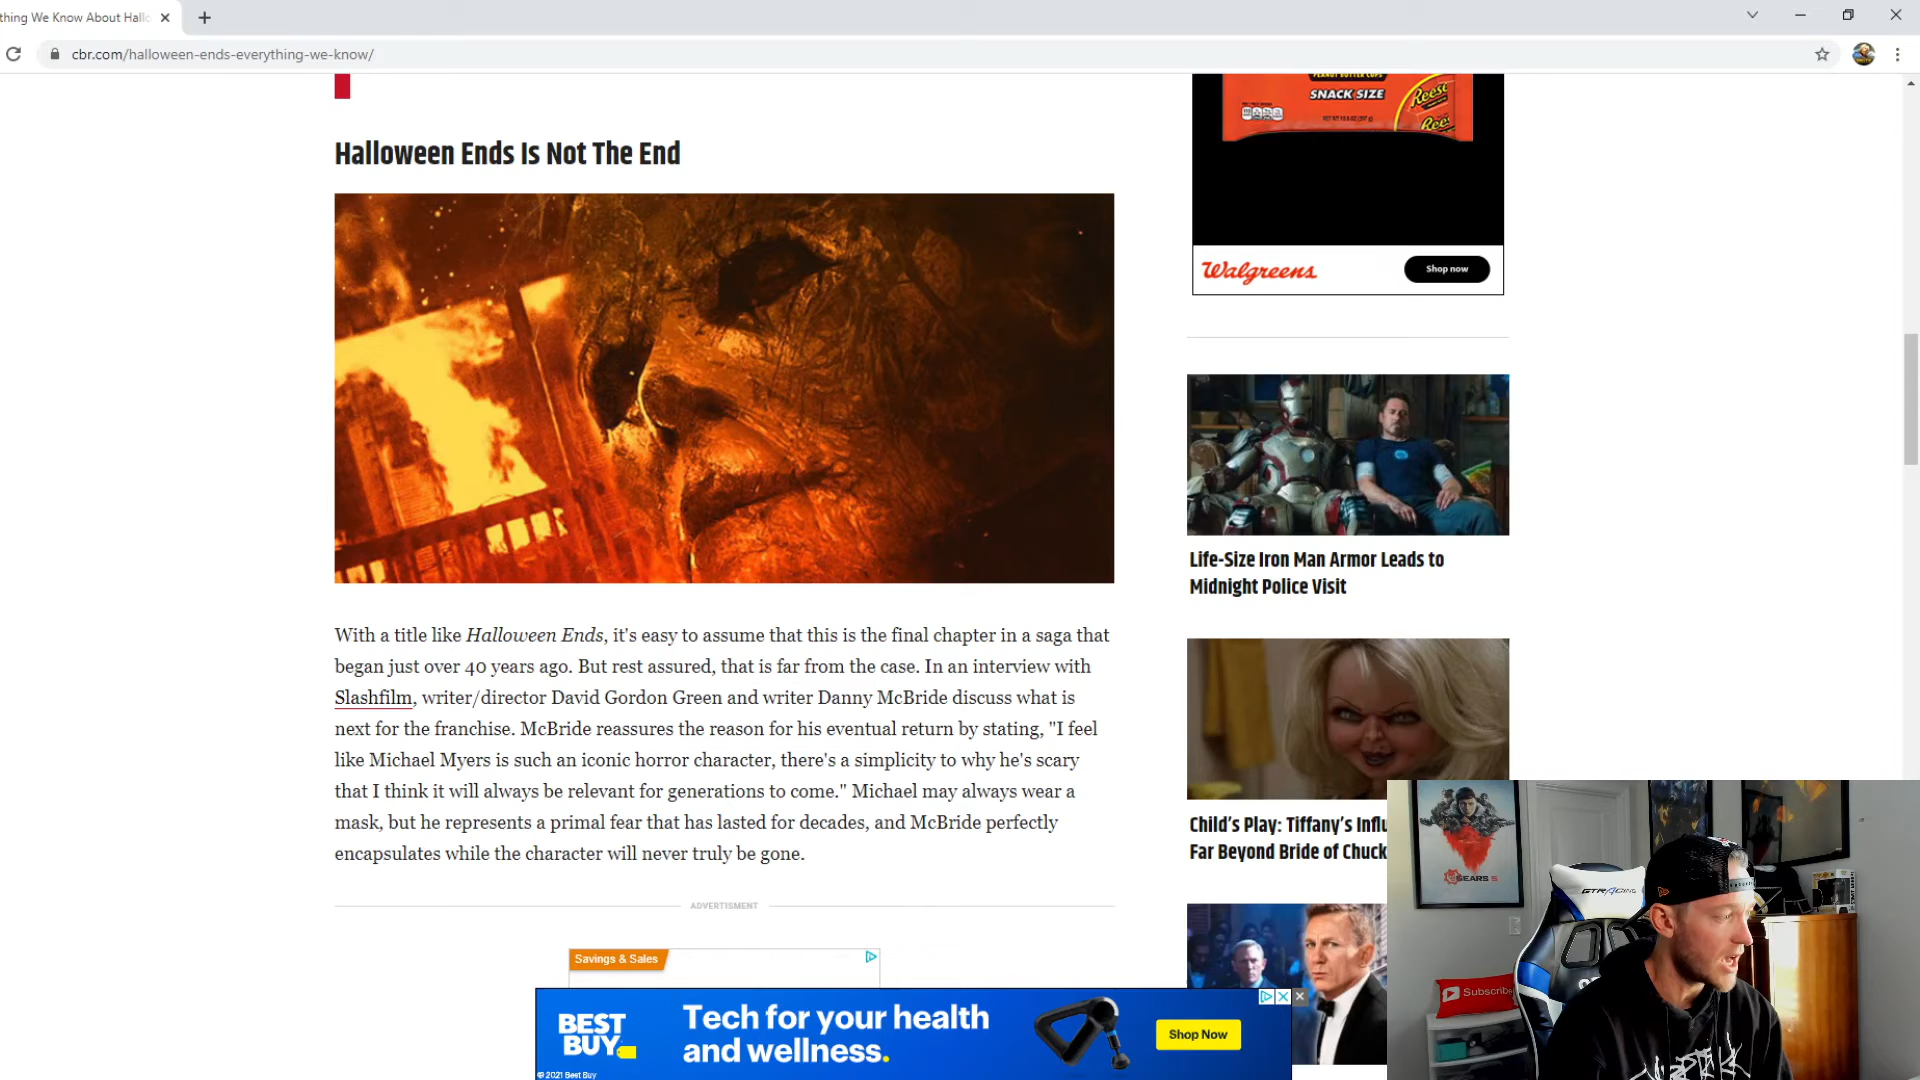 thing We Know About Hallo
cbr.com/halloween-ends-everything-we-know/
PEANUT BUTTER CUPS
SNACK SIZE
Reese
Walgreens
Shop now
Halloween Ends Is Not The End
With a title like Halloween Ends, it's easy to assume that this is the final chapter in a saga that
began just over 40 years ago. But rest assured, that is far from the case. In an interview with
Slashfilm, writer/director David Gordon Green and writer Danny McBride discuss what is
next for the franchise. McBride reassures the reason for his eventual return by stating, "I feel
like Michael Myers is such an iconic horror character, there's a simplicity to why he's scary
that I think it will always be relevant for generations to come." Michael may always wear a
mask, but he represents a primal fear that has lasted for decades, and McBride perfectly
encapsulates while the character will never truly be gone.
ADVERTISMENT
Savings & Sales
Life-Size Iron Man Armor Leads to
Midnight Police Visit
Child's Play: Tiffany's Influ
Far Beyond Bride of Chuck
BEST
BUY
Tech for your health
and wellness.
Shop Now
© 2021 Best Buy
GEARS 5
GTRACING
Subscribe